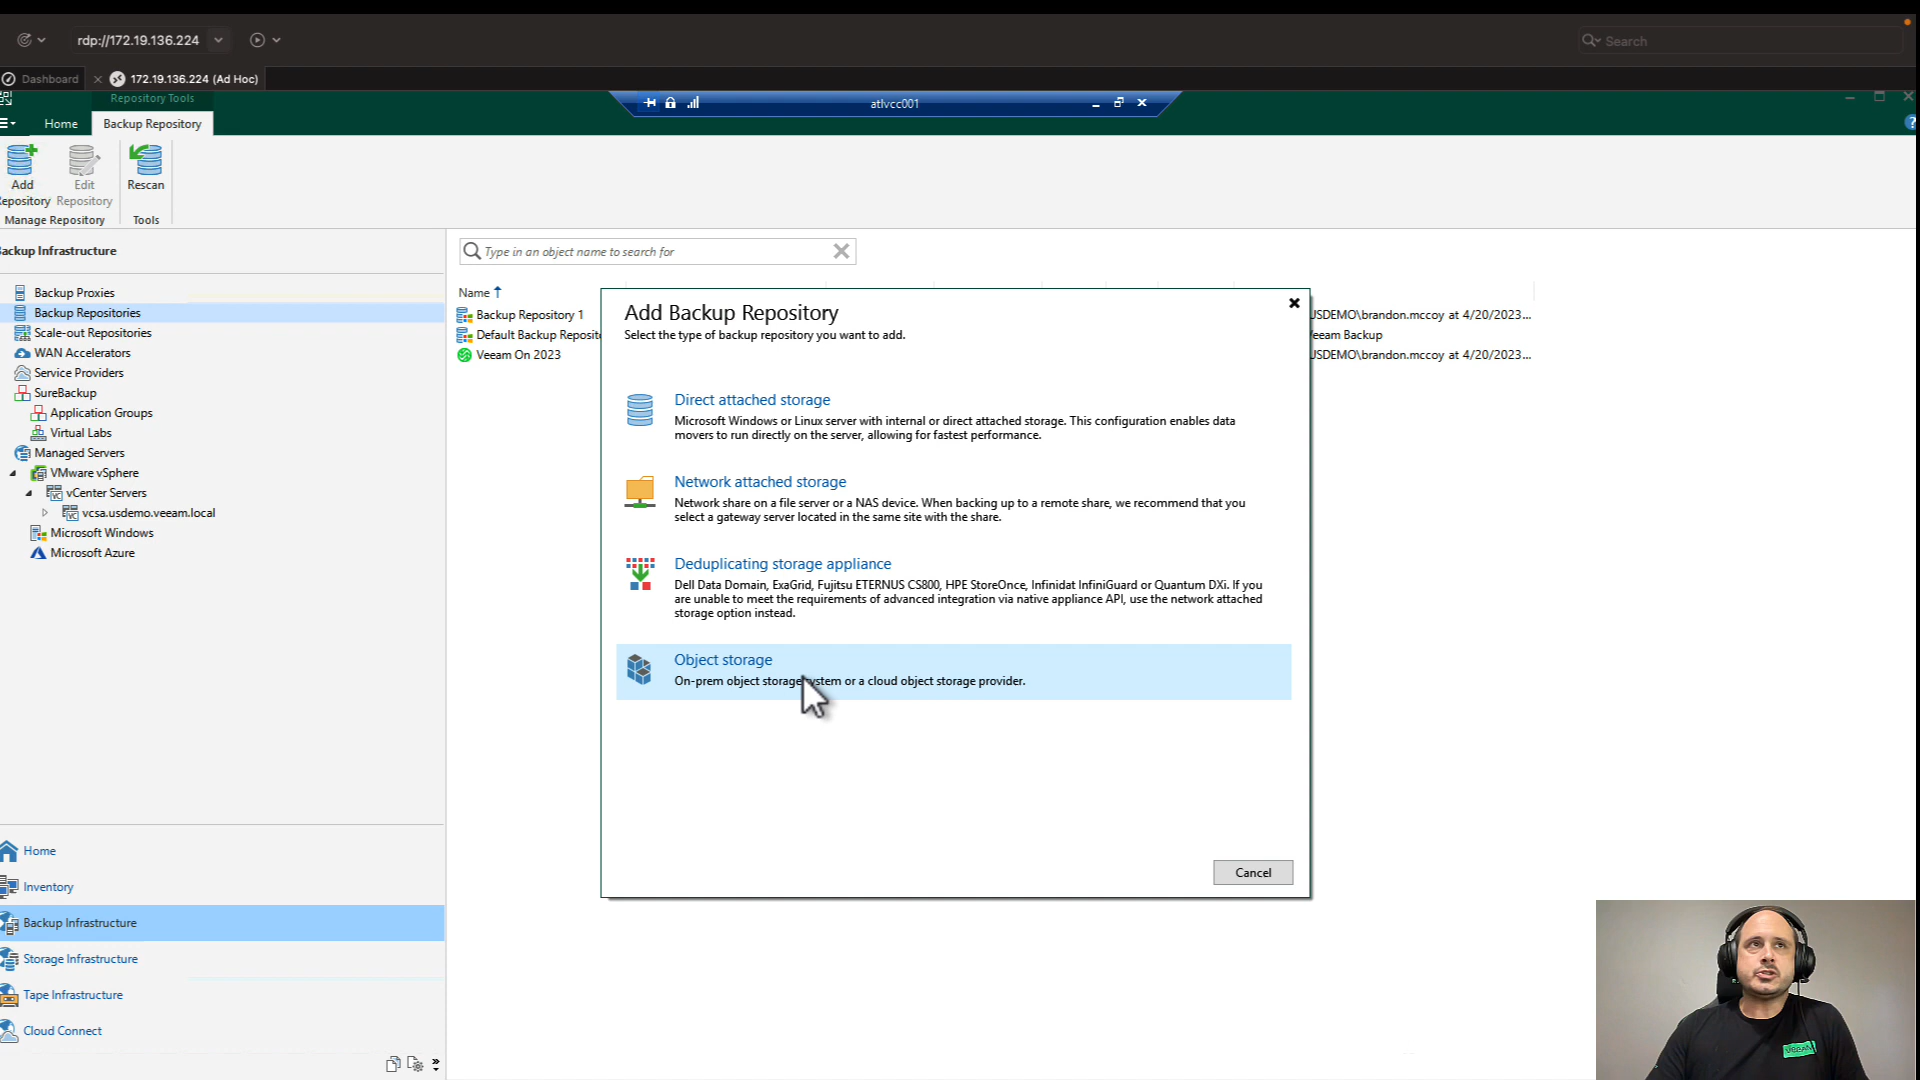 rdp://172.19.136.224
Search
Dashboard
172.19.136.224 (Ad Hoc)
Repository Tools
atlvcc001
Home
Backup Repository
Add
epository
Edit
Repository
Rescan
Manage Repository
Tools
ackup Infrastructure
Type in an object name to search for
Backup Proxies
Backup Repositories
Scale-out Repositories
WAN Accelerators
Service Providers
SureBackup
Application Groups
Virtual Labs
Managed Servers
VMware vSphere
vCenter Servers
vcsa.usdemo.veeam.local
Microsoft Windows
Microsoft Azure
Name
Backup Repository 1
Default Backup Reposit
Veeam On 2023
USDEMO\brandon.mccoy at 4/20/2023...
eeam Backup
USDEMO\brandon.mccoy at 4/20/2023...
Add Backup Repository
Select the type of backup repository you want to add.
Direct attached storage
Microsoft Windows or Linux server with internal or direct attached storage. This configuration enables data
movers to run directly on the server, allowing for fastest performance.
Network attached storage
Network share on a file server or a NAS device. When backing up to a remote share, we recommend that you
select a gateway server located in the same site with the share.
Deduplicating storage appliance
Dell Data Domain, ExaGrid, Fujitsu ETERNUS CS800, HPE StoreOnce, Infinidat InfiniGuard or Quantum DXi. If you
are unable to meet the requirements of advanced integration via native appliance API, use the network attached
storage option instead.
Object storage
On-prem object storage system or a cloud object storage provider.
Cancel
Home
Inventory
Backup Infrastructure
Storage Infrastructure
Tape Infrastructure
Cloud Connect
veeam